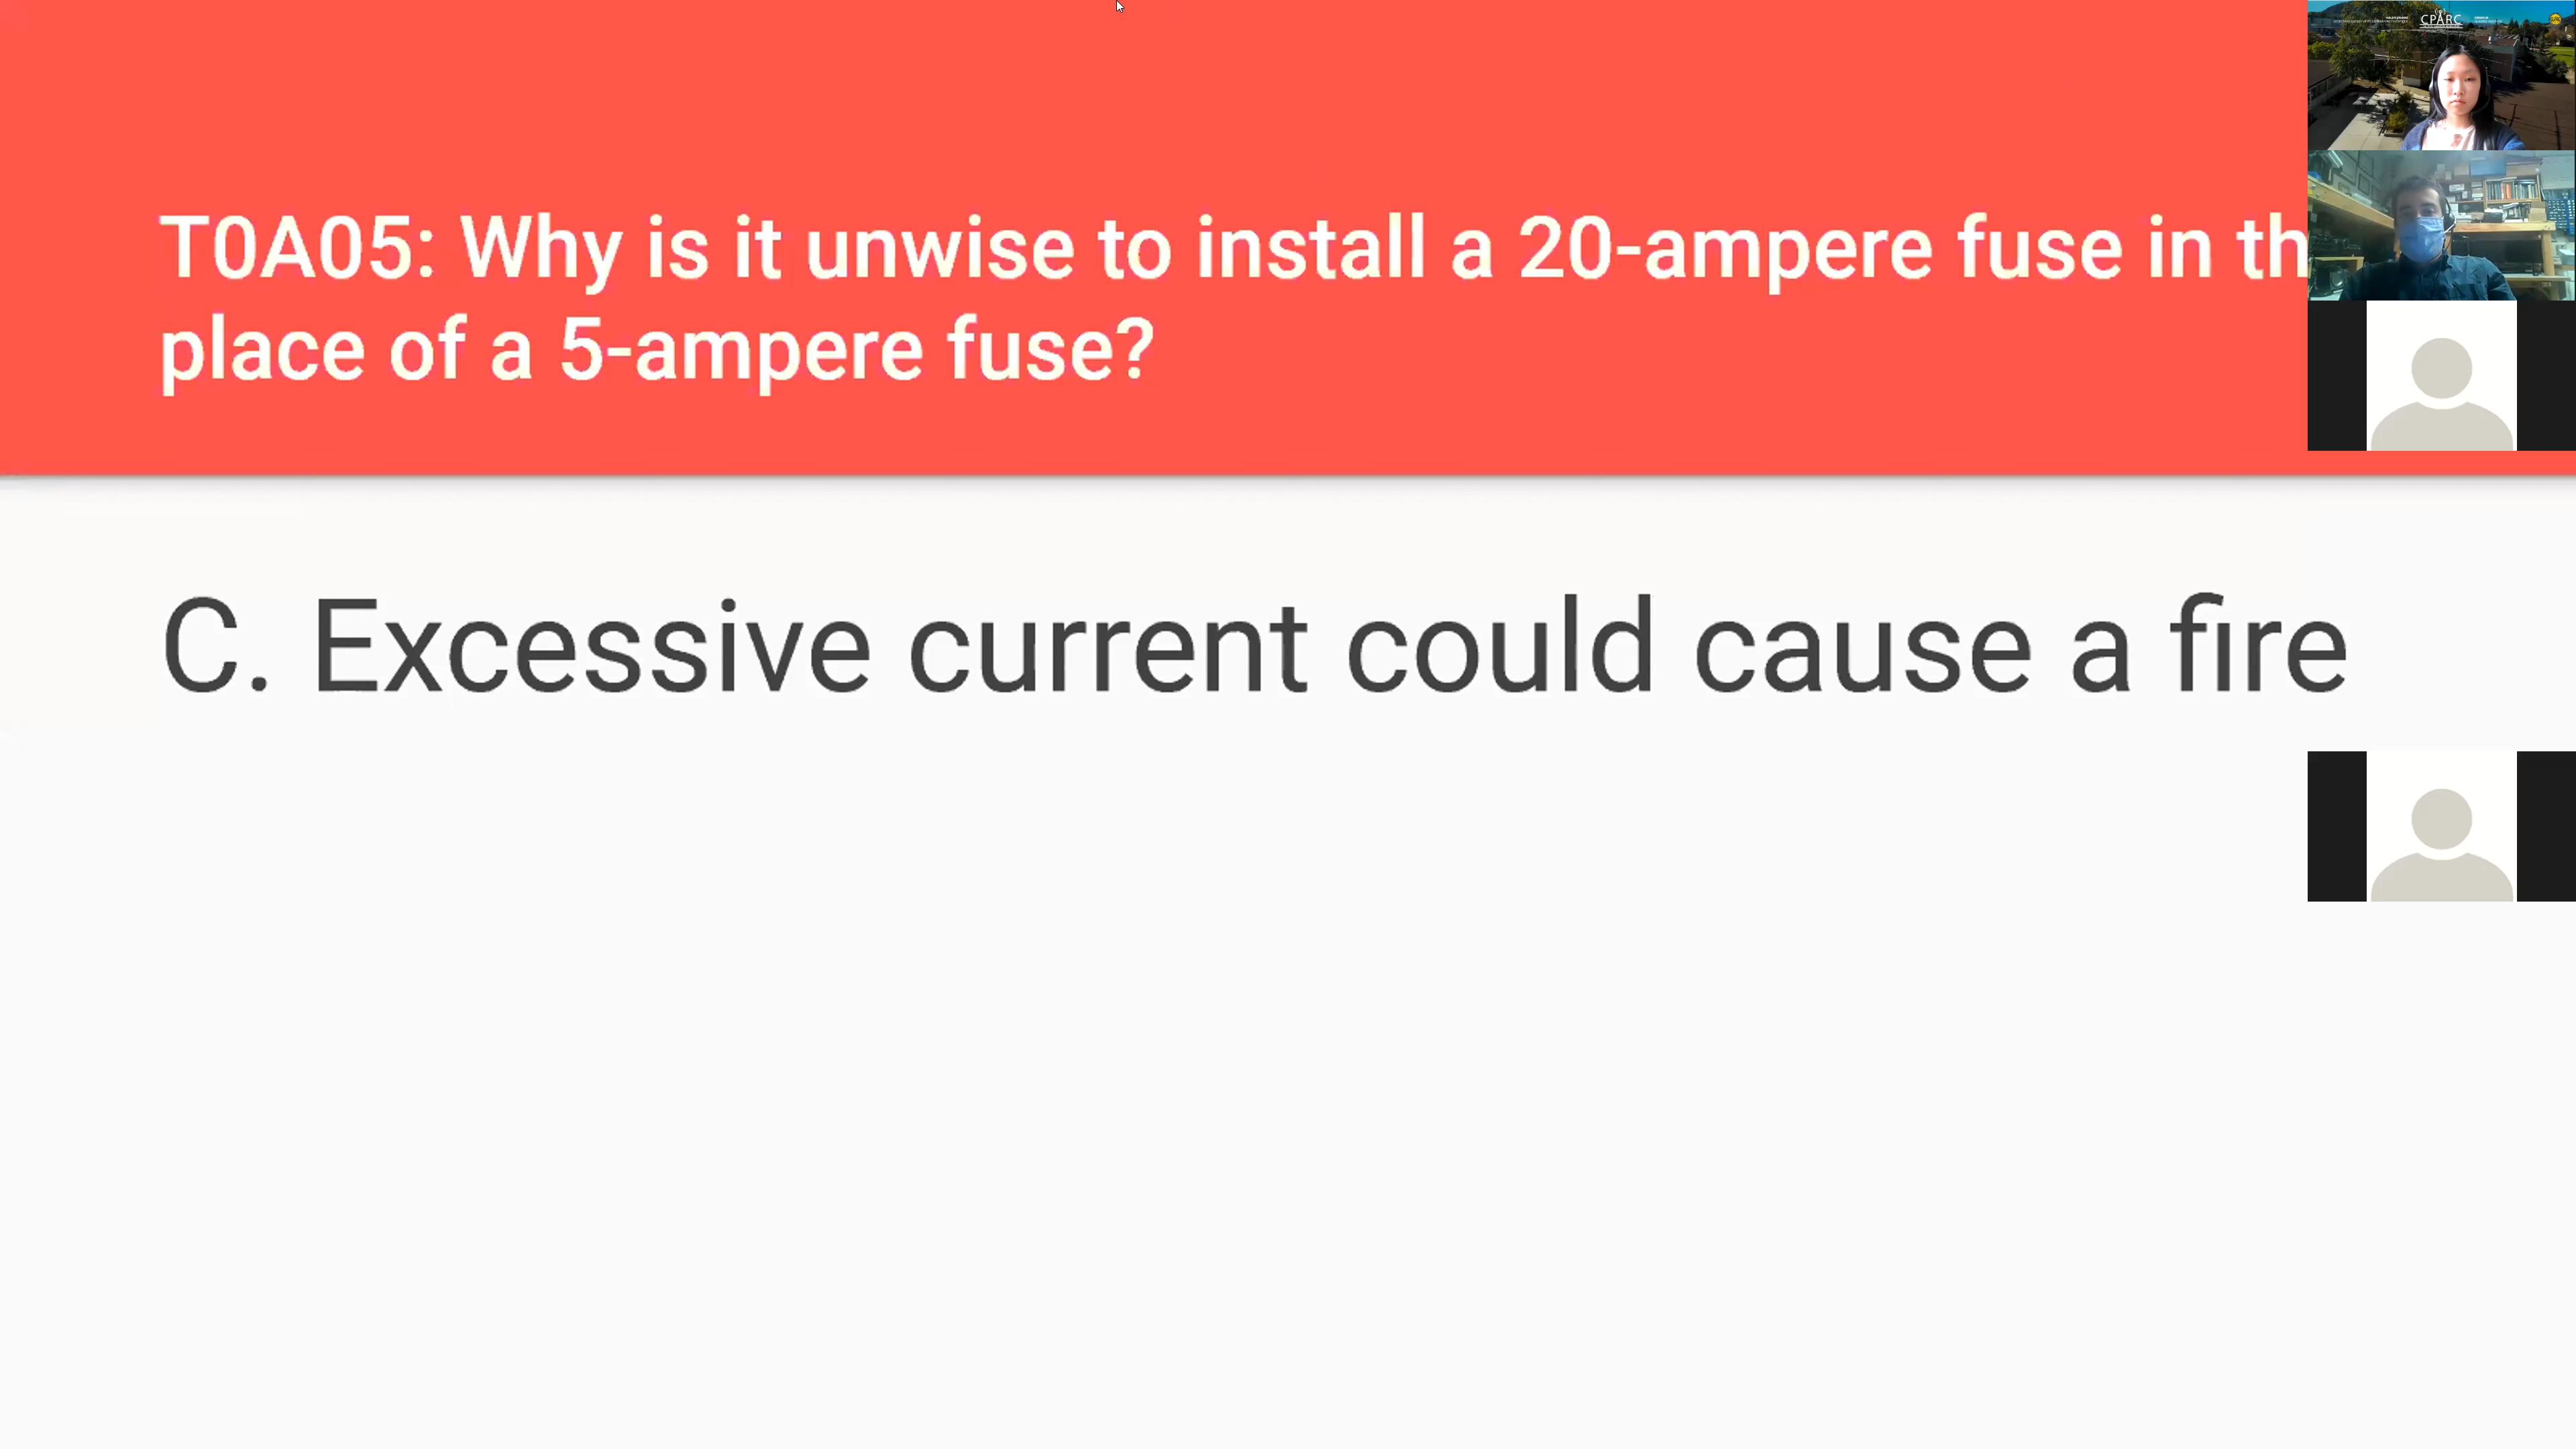 T0A05: Why is it unwise to install a 20-ampere fuse in th
place of a 5-ampere fuse?
C. Excessive current could cause a fire
CPARC